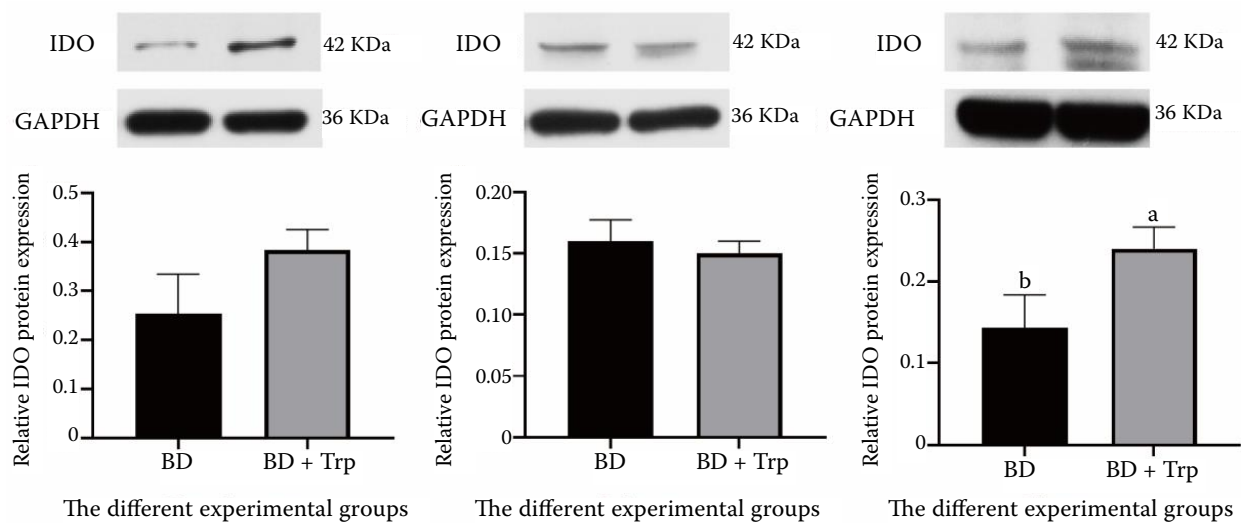 IDO 42 KDa
GAPDH 36 KDa
Relative IDO protein expression
0.5
0.4
0.3
0.2
0.1
0
BD BD + Trp
The different experimental groups
IDO 42 KDa
GAPDH 36 KDa
Relative IDO protein expression
0.20
0.15
0.10
0.05
0
BD BD + Trp
The different experimental groups
IDO 42 KDa
GAPDH 36 KDa
Relative IDO protein expression
0.3
0.2
0.1
0
b
a
BD BD + Trp
The different experimental groups